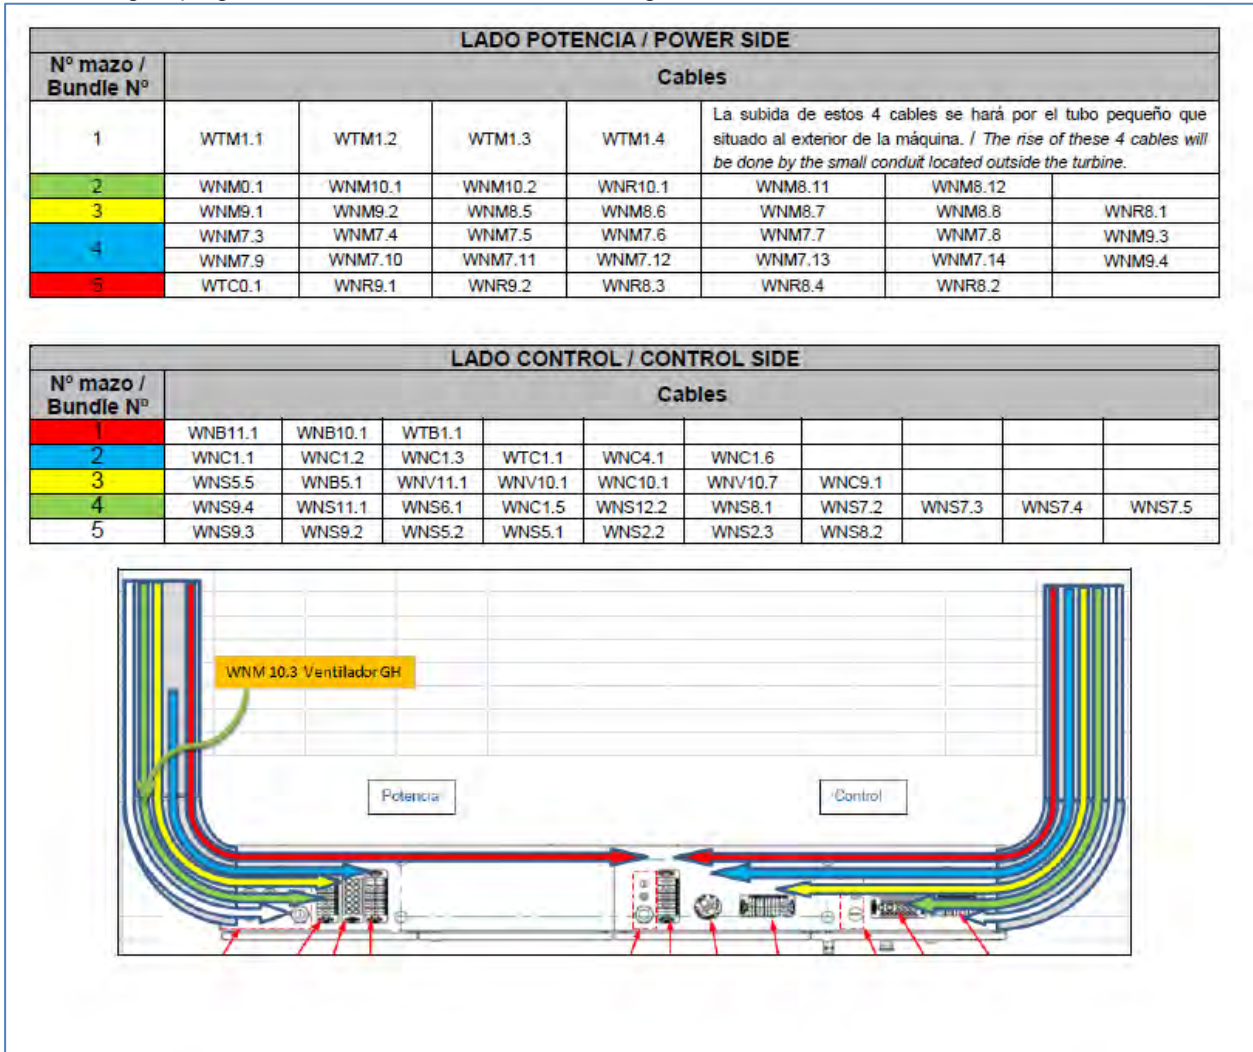 LADO POTENCIA / POWER SIDE
Nº mazo / Bundle Nº Cables
1 WTM1.1 WTM1.2 WTM1.3 WTM1.4 La subida de estos 4 cables se hará por el tubo pequeño que
situado al exterior de la máquina. / The rise of these 4 cables will
be done by the small conduit located outside the turbine.
2 WNM0.1 WNM10.1 WNM10.2 WNR10.1 WNM8.11 WNM8.12
3 WNM9.1 WNM9.2 WNM8.5 WNM8.6 WNM8.7 WNM8.8 WNR8.1
4 WNM7.3 WNM7.4 WNM7.5 WNM7.6 WNM7.7 WNM7.8 WNM9.3
WNM7.9 WNM7.10 WNM7.11 WNM7.12 WNM7.13 WNM7.14 WNM9.4
5 WTC0.1 WNR9.1 WNR9.2 WNR8.3 WNR8.4 WNR8.2
LADO CONTROL / CONTROL SIDE
Nº mazo / Bundle Nº Cables
1 WNB11.1 WNB10.1 WTB1.1
2 WNC1.1 WNC1.2 WNC1.3 WTC1.1 WNC4.1 WNC1.6
3 WNS5.5 WNB5.1 WNV11.1 WNV10.1 WNC10.1 WNV10.7 WNC9.1
4 WNS9.4 WNS11.1 WNS6.1 WNC1.5 WNS12.2 WNS8.1 WNS7.2 WNS7.3 WNS7.4 WNS7.5
5 WNS9.3 WNS9.2 WNS5.2 WNS5.1 WNS2.2 WNS2.3 WNS8.2
WNM 10.3 Ventilador GH
Potencia
Control